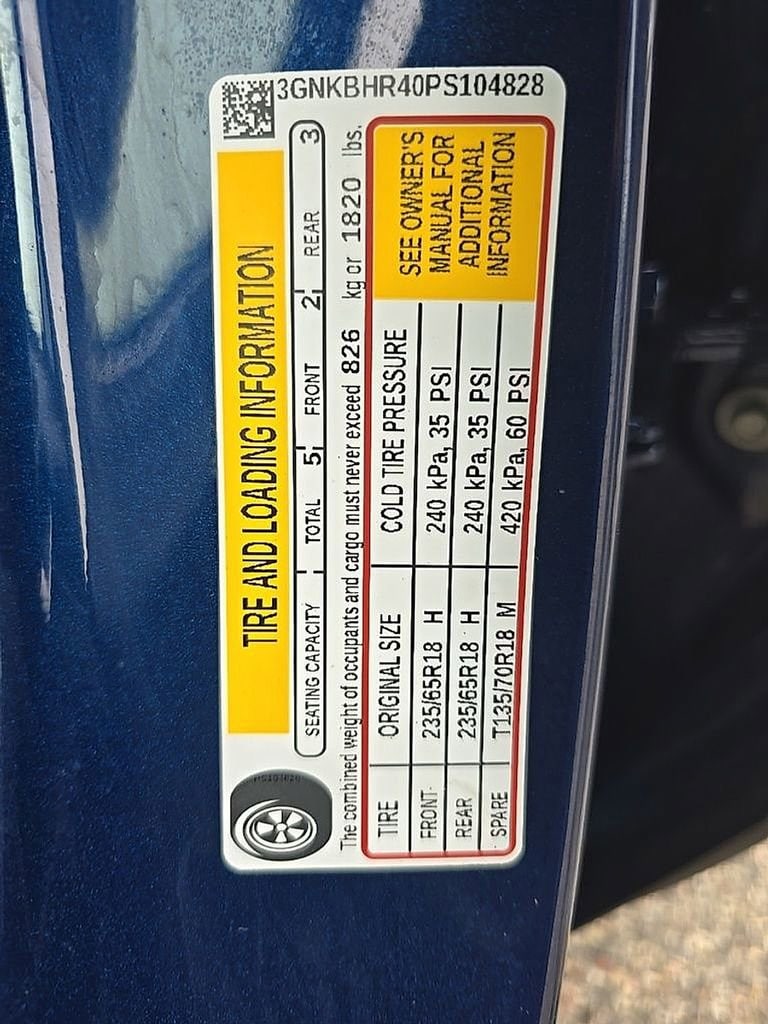 3GNKBHR40PS104828
TIRE AND LOADING INFORMATION
SEATING CAPACITY TOTAL 5 FRONT 2 REAR 3
The combined weight of occupants and cargo must never exceed 826 kg or 1820 lbs.
TIRE ORIGINAL SIZE COLD TIRE PRESSURE
FRONT 235/65R18 H 240 kPa, 35 PSI
REAR 235/65R18 H 240 kPa, 35 PSI
SPARE T135/70R18 M 420 kPa, 60 PSI
SEE OWNER'S
MANUAL FOR
ADDITIONAL
INFORMATION